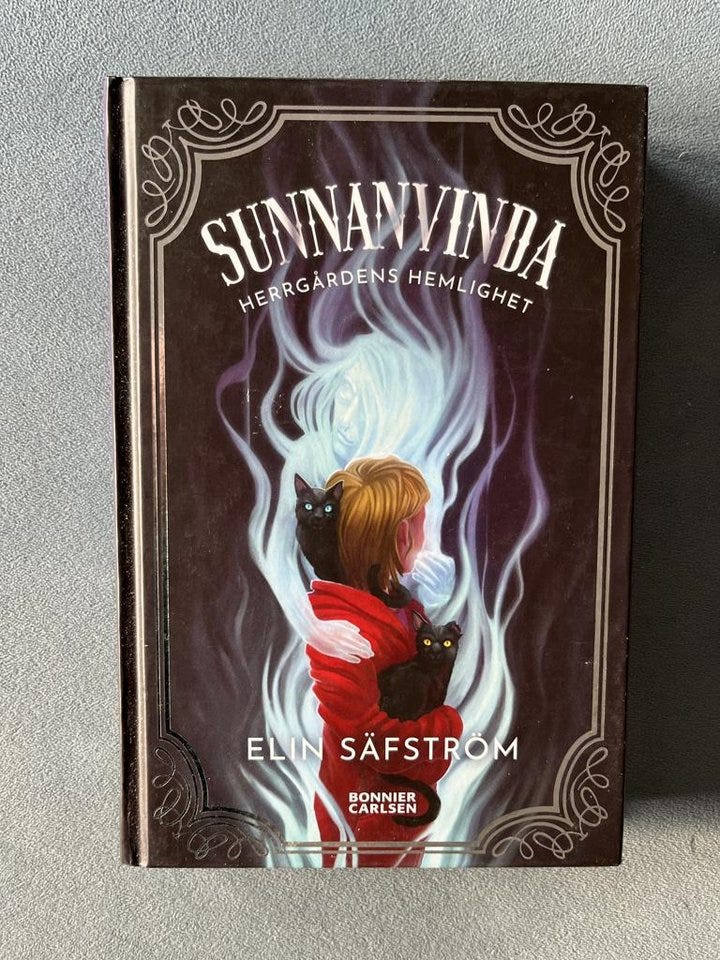 SUNNANVINDA
HERRGÅRDENS HEMLIGHET
ELIN SÄFSTRÖM
BONNIER
CARLSEN